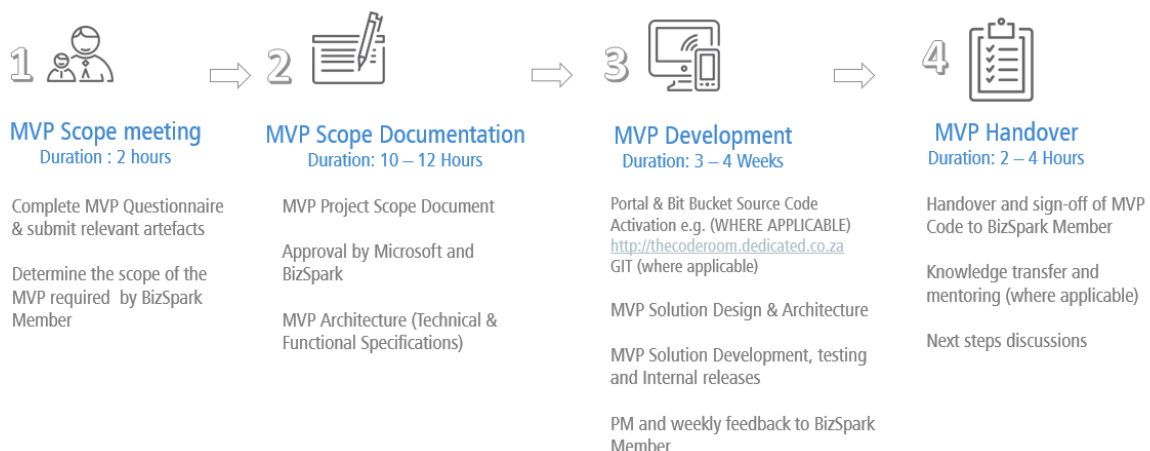 1
MVP Scope meeting
Duration : 2 hours
Complete MVP Questionnaire
& submit relevant artefacts
Determine the scope of the
MVP required  by BizSpark
Member
2
MVP Scope Documentation
Duration: 10 – 12 Hours
MVP Project Scope Document
Approval by Microsoft and
BizSpark
MVP Architecture (Technical &
Functional Specifications)
3
MVP Development
Duration: 3 – 4 Weeks
Portal & Bit Bucket Source Code
Activation e.g. (WHERE APPLICABLE)
http://thecoderoom.dedicated.co.za
GIT (where applicable)
MVP Solution Design & Architecture
MVP Solution Development, testing
and Internal releases
PM and weekly feedback to BizSpark
Member
4
MVP Handover
Duration: 2 – 4 Hours
Handover and sign-off of MVP
Code to BizSpark Member
Knowledge transfer and
mentoring (where applicable)
Next steps discussions